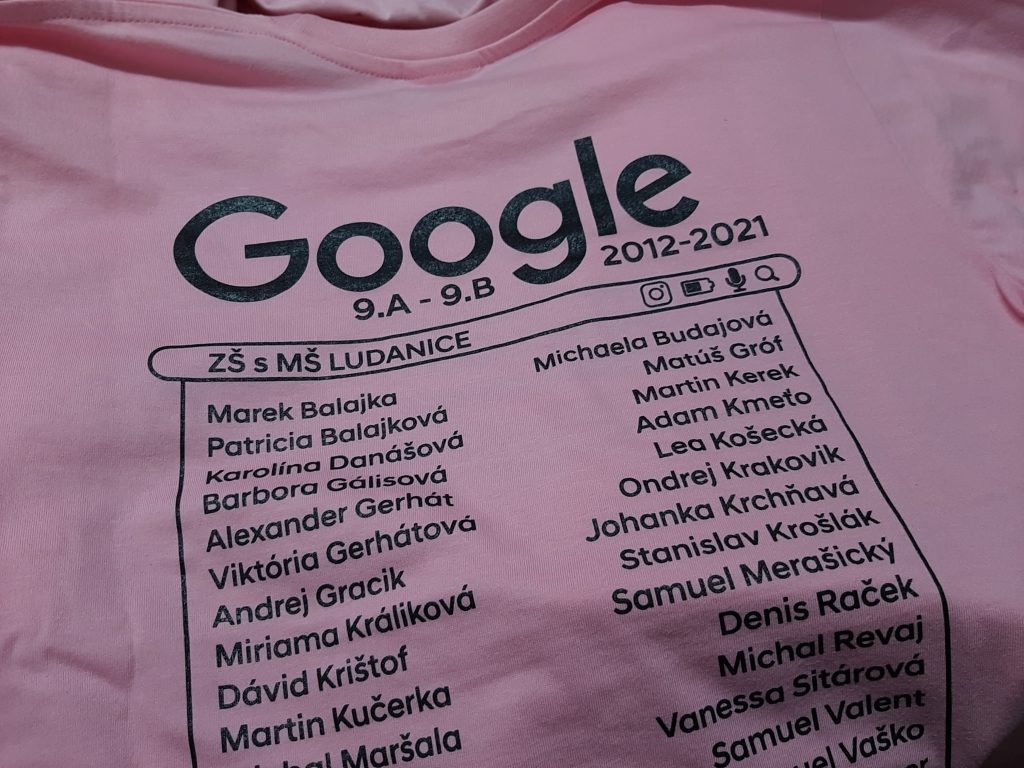 Google
9.A - 9.B
2012-2021
ZŠ s MŠ LUDANICE
Marek Balajka
Patricia Balajková
Karolína Danášová
Barbora Gálisová
Alexander Gerhát
Viktória Gerhátová
Andrej Gracik
Miriama Králiková
Dávid Krištof
Martin Kučerka
Maršala
Michaela Budajová
Matúš Gróf
Martin Kerek
Adam Kmeťo
Lea Košecká
Ondrej Krakovik
Johanka Krchňavá
Stanislav Krošlák
Samuel Merašický
Denis Raček
Michal Revaj
Vanessa Sitárová
Samuel Valent
Vaško